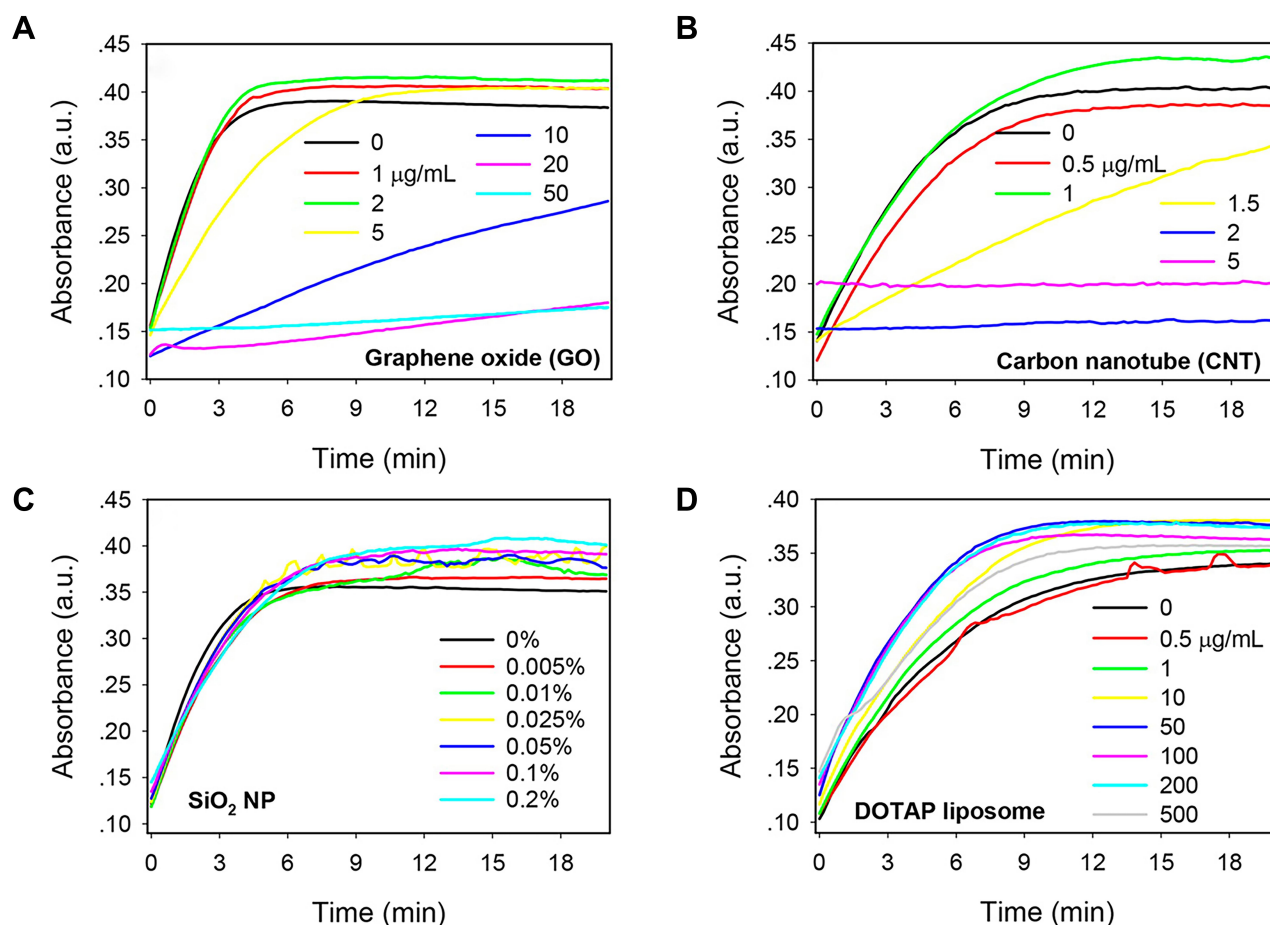 A
Absorbance (a.u.)
.45
.40
.35
.30
.25
.20
.15
.10
0
1 μg/mL
2
5
10
20
50
Graphene oxide (GO)
0 3 6 9 12 15 18
Time (min)
B
Absorbance (a.u.)
.45
.40
.35
.30
.25
.20
.15
.10
0
0.5 μg/mL
1
1.5
2
5
Carbon nanotube (CNT)
0 3 6 9 12 15 18
Time (min)
C
Absorbance (a.u.)
.45
.40
.35
.30
.25
.20
.15
.10
0%
0.005%
0.01%
0.025%
0.05%
0.1%
0.2%
SiO₂ NP
0 3 6 9 12 15 18
Time (min)
D
Absorbance (a.u.)
.40
.35
.30
.25
.20
.15
.10
0
0.5 μg/mL
1
10
50
100
200
500
DOTAP liposome
0 3 6 9 12 15 18
Time (min)